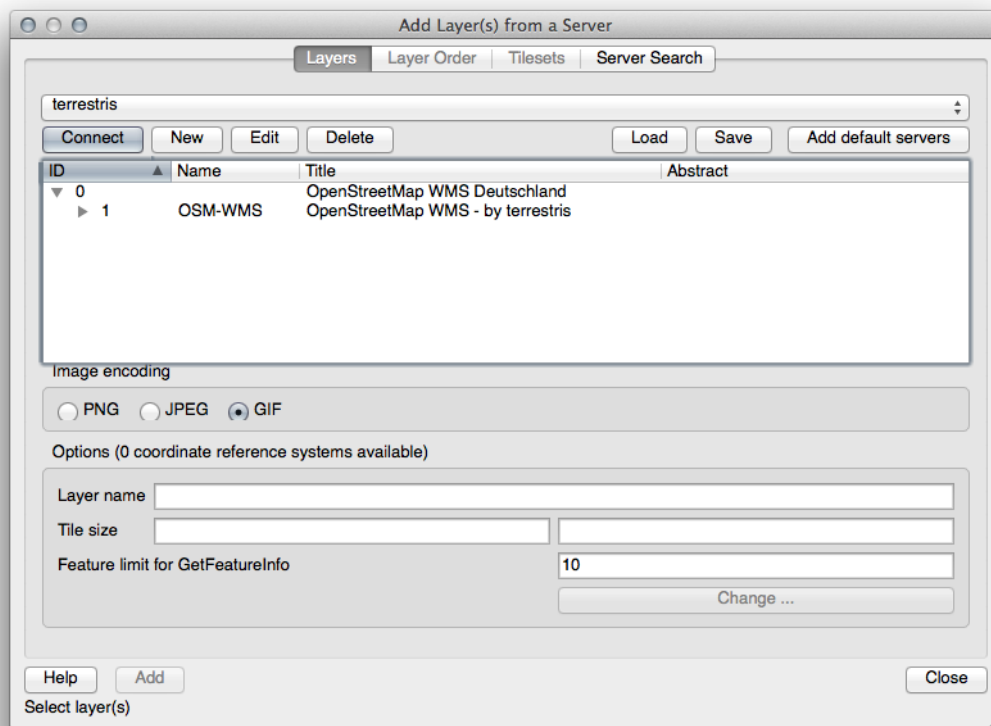 Add Layer(s) from a Server
Layers Layer Order Tilesets Server Search
terrestris
Connect New Edit Delete Load Save Add default servers
ID Name Title Abstract
0 OpenStreetMap WMS Deutschland
1 OSM-WMS OpenStreetMap WMS - by terrestris
Image encoding
PNG JPEG GIF
Options (0 coordinate reference systems available)
Layer name
Tile size
Feature limit for GetFeatureInfo 10
Change ...
Help Add Close
Select layer(s)